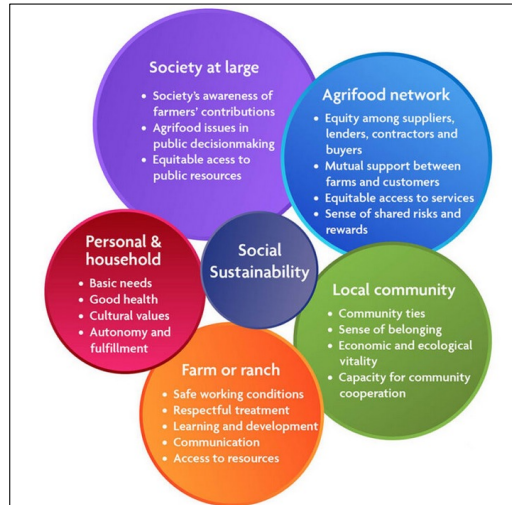 Society at large
• Society's awareness of
farmers' contributions
• Agrifood issues in
public decisionmaking
• Equitable acess to
public resources
Agrifood network
• Equity among suppliers,
lenders, contractors and
buyers
• Mutual support between
farms and customers
• Equitable access to services
• Sense of shared risks and
rewards
Personal &
household
• Basic needs
• Good health
• Cultural values
• Autonomy and
fulfillment
Social
Sustainability
Local community
• Community ties
• Sense of belonging
• Economic and ecological
vitality
• Capacity for community
cooperation
Farm or ranch
• Safe working conditions
• Respectful treatment
• Learning and development
• Communication
• Access to resources